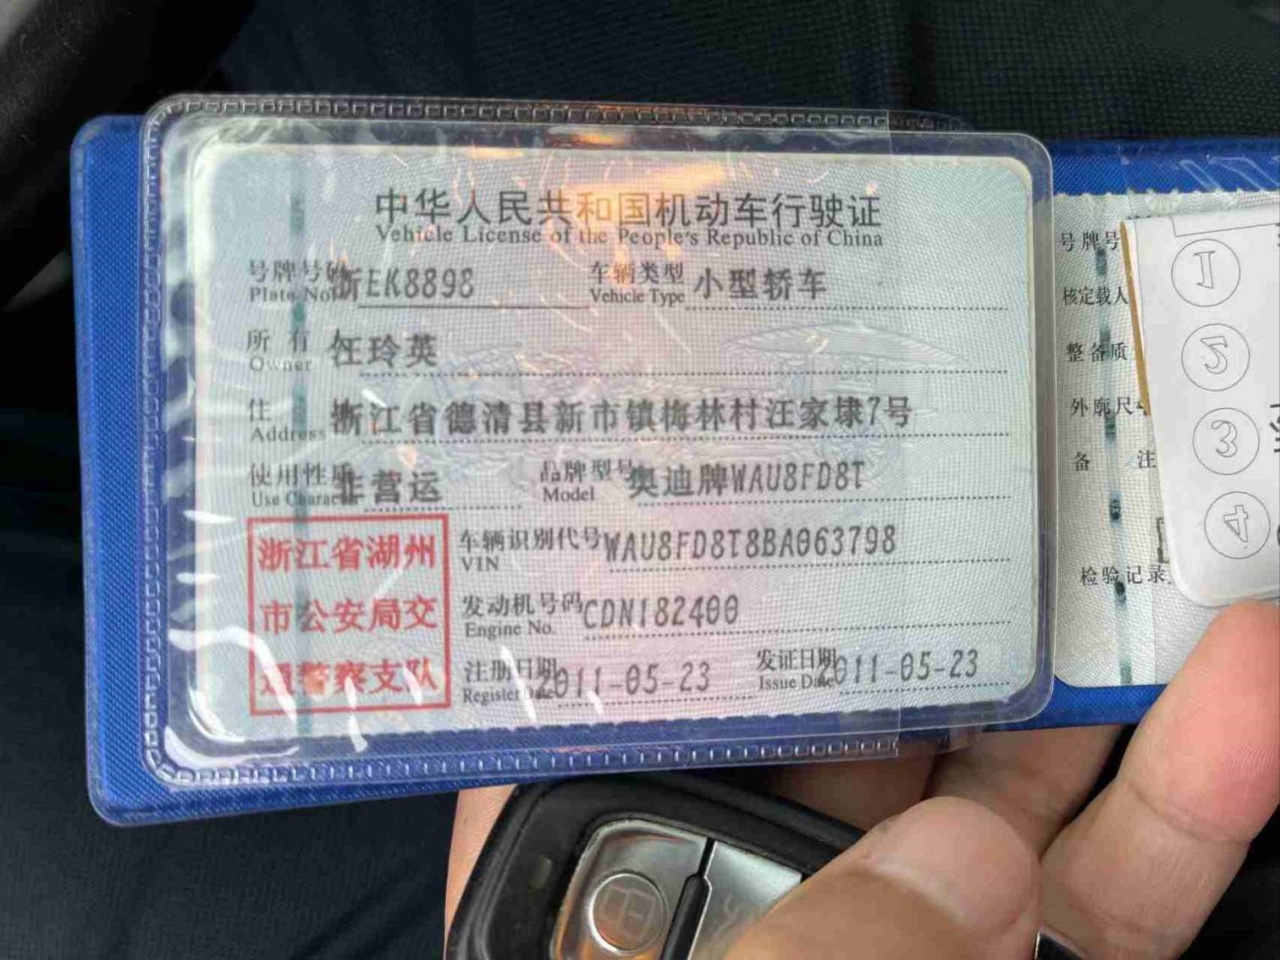 中华人民共和国机动车行驶证
Vehicle License of the People's Republic of China
号牌号码 浙EK8898 车辆类型 小型轿车
Plate No. Vehicle Type
所有 汪玲英
Owner
住 浙江省德清县新市镇梅林村汪家埭7号
Address
使用性质 非营运 品牌型号 奥迪牌WAU8FD8T
Use Character Model
浙江省湖州
市公安局交
通警察支队
车辆识别代号 WAU8FD8T8BA063798
VIN
发动机号码 CDN182400
Engine No.
注册日期 2011-05-23 发证日期 2011-05-23
Register Date Issue Date
号牌号
核定载人
整备质
外廓尺
备 注
检验记录
1
2
3
4